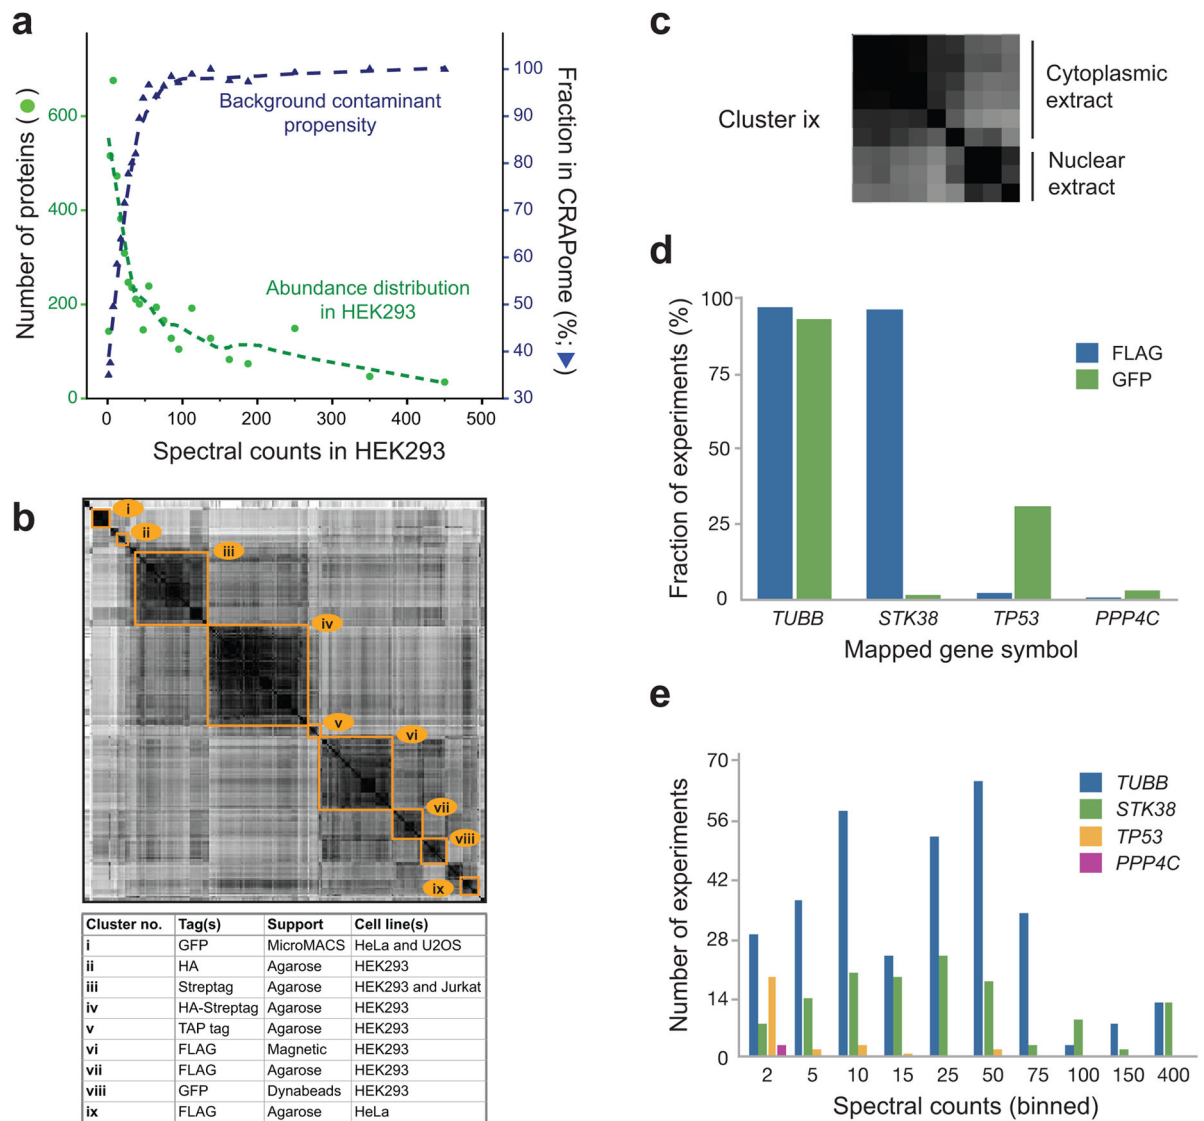 a
Number of proteins (●)
600
400
200
0
Background contaminant
propensity
Abundance distribution
in HEK293
100
90
80
70
60
50
40
30
Fraction in CRAPome (%; ▼)
0 100 200 300 400 500
Spectral counts in HEK293
b
i
ii
iii
iv
v
vi
vii
viii
ix
Cluster no. Tag(s) Support Cell line(s)
i GFP MicroMACS HeLa and U2OS
ii HA Agarose HEK293
iii Streptag Agarose HEK293 and Jurkat
iv HA-Streptag Agarose HEK293
v TAP tag Agarose HEK293
vi FLAG Magnetic HEK293
vii FLAG Agarose HEK293
viii GFP Dynabeads HEK293
ix FLAG Agarose HeLa
c
Cluster ix
Cytoplasmic
extract
Nuclear
extract
d
Fraction of experiments (%)
100
75
50
25
0
FLAG
GFP
TUBB STK38 TP53 PPP4C
Mapped gene symbol
e
Number of experiments
70
56
42
28
14
0
TUBB
STK38
TP53
PPP4C
2 5 10 15 25 50 75 100 150 400
Spectral counts (binned)